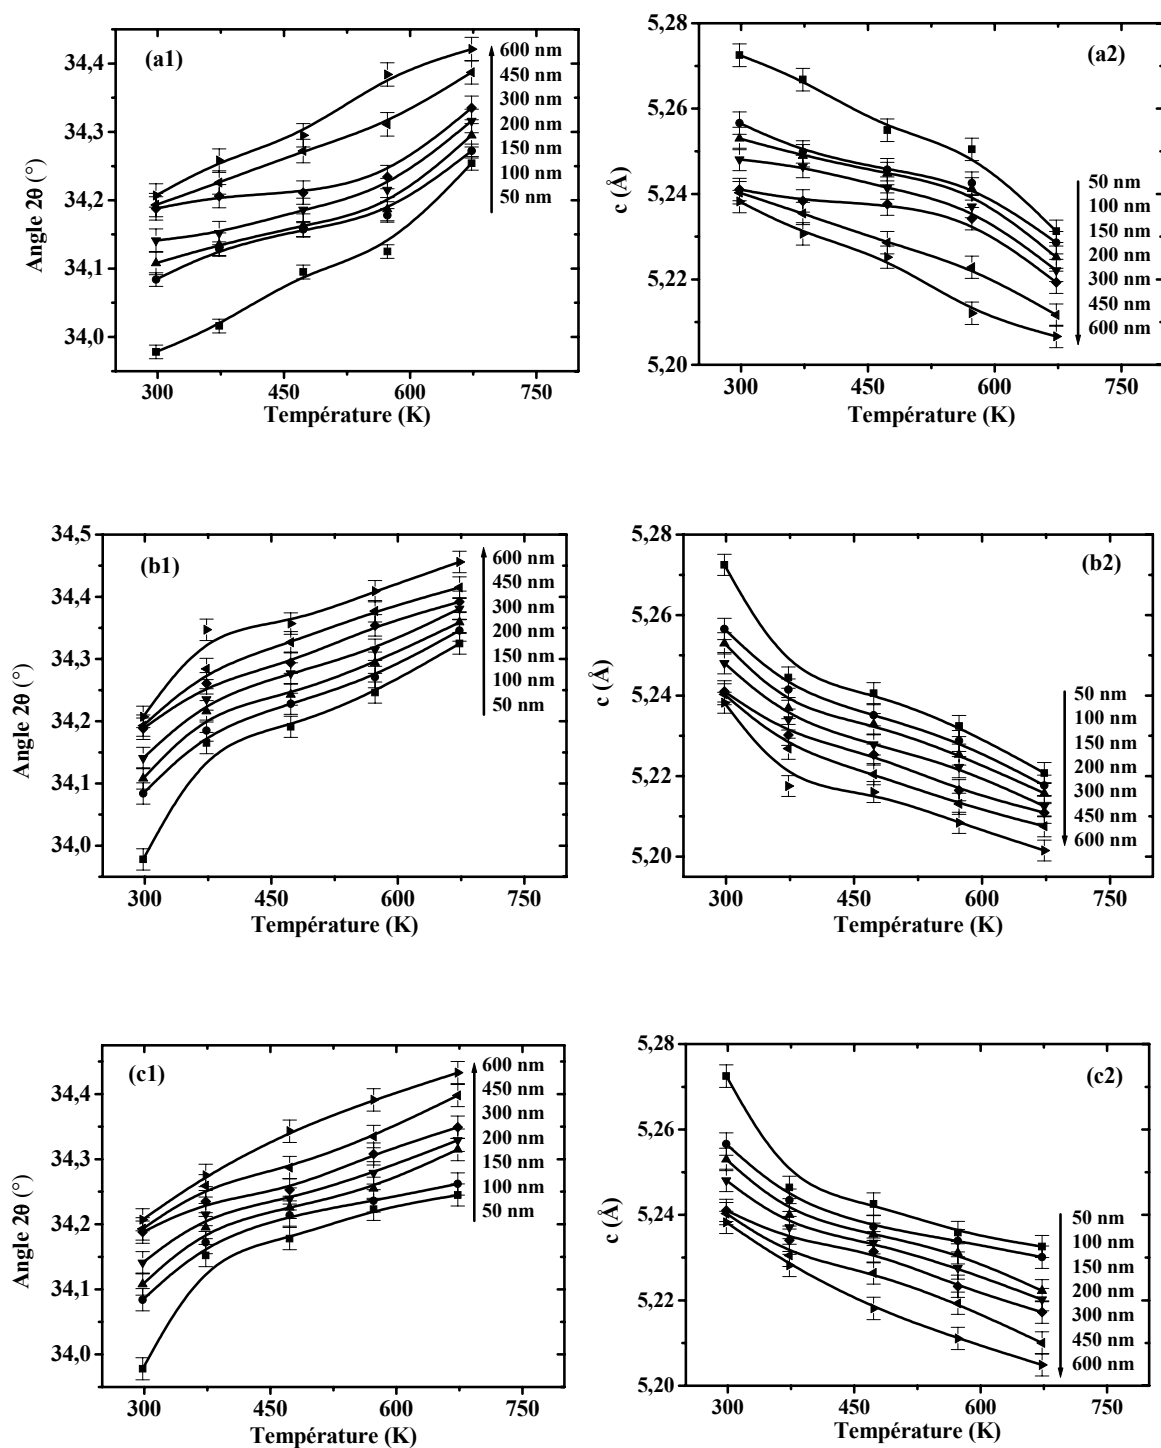 (a1)
34,4
34,3
34,2
34,1
34,0
Angle 2θ (°)
300 450 600 750
Température (K)
600 nm
450 nm
300 nm
200 nm
150 nm
100 nm
50 nm
(a2)
5,28
5,26
5,24
5,22
5,20
c (Å)
300 450 600 750
Température (K)
50 nm
100 nm
150 nm
200 nm
300 nm
450 nm
600 nm
(b1)
34,5
34,4
34,3
34,2
34,1
34,0
Angle 2θ (°)
300 450 600 750
Température (K)
600 nm
450 nm
300 nm
200 nm
150 nm
100 nm
50 nm
(b2)
5,28
5,26
5,24
5,22
5,20
c (Å)
300 450 600 750
Température (K)
50 nm
100 nm
150 nm
200 nm
300 nm
450 nm
600 nm
(c1)
34,4
34,3
34,2
34,1
34,0
Angle 2θ (°)
300 450 600 750
Température (K)
600 nm
450 nm
300 nm
200 nm
150 nm
100 nm
50 nm
(c2)
5,28
5,26
5,24
5,22
5,20
c (Å)
300 450 600 750
Température (K)
50 nm
100 nm
150 nm
200 nm
300 nm
450 nm
600 nm